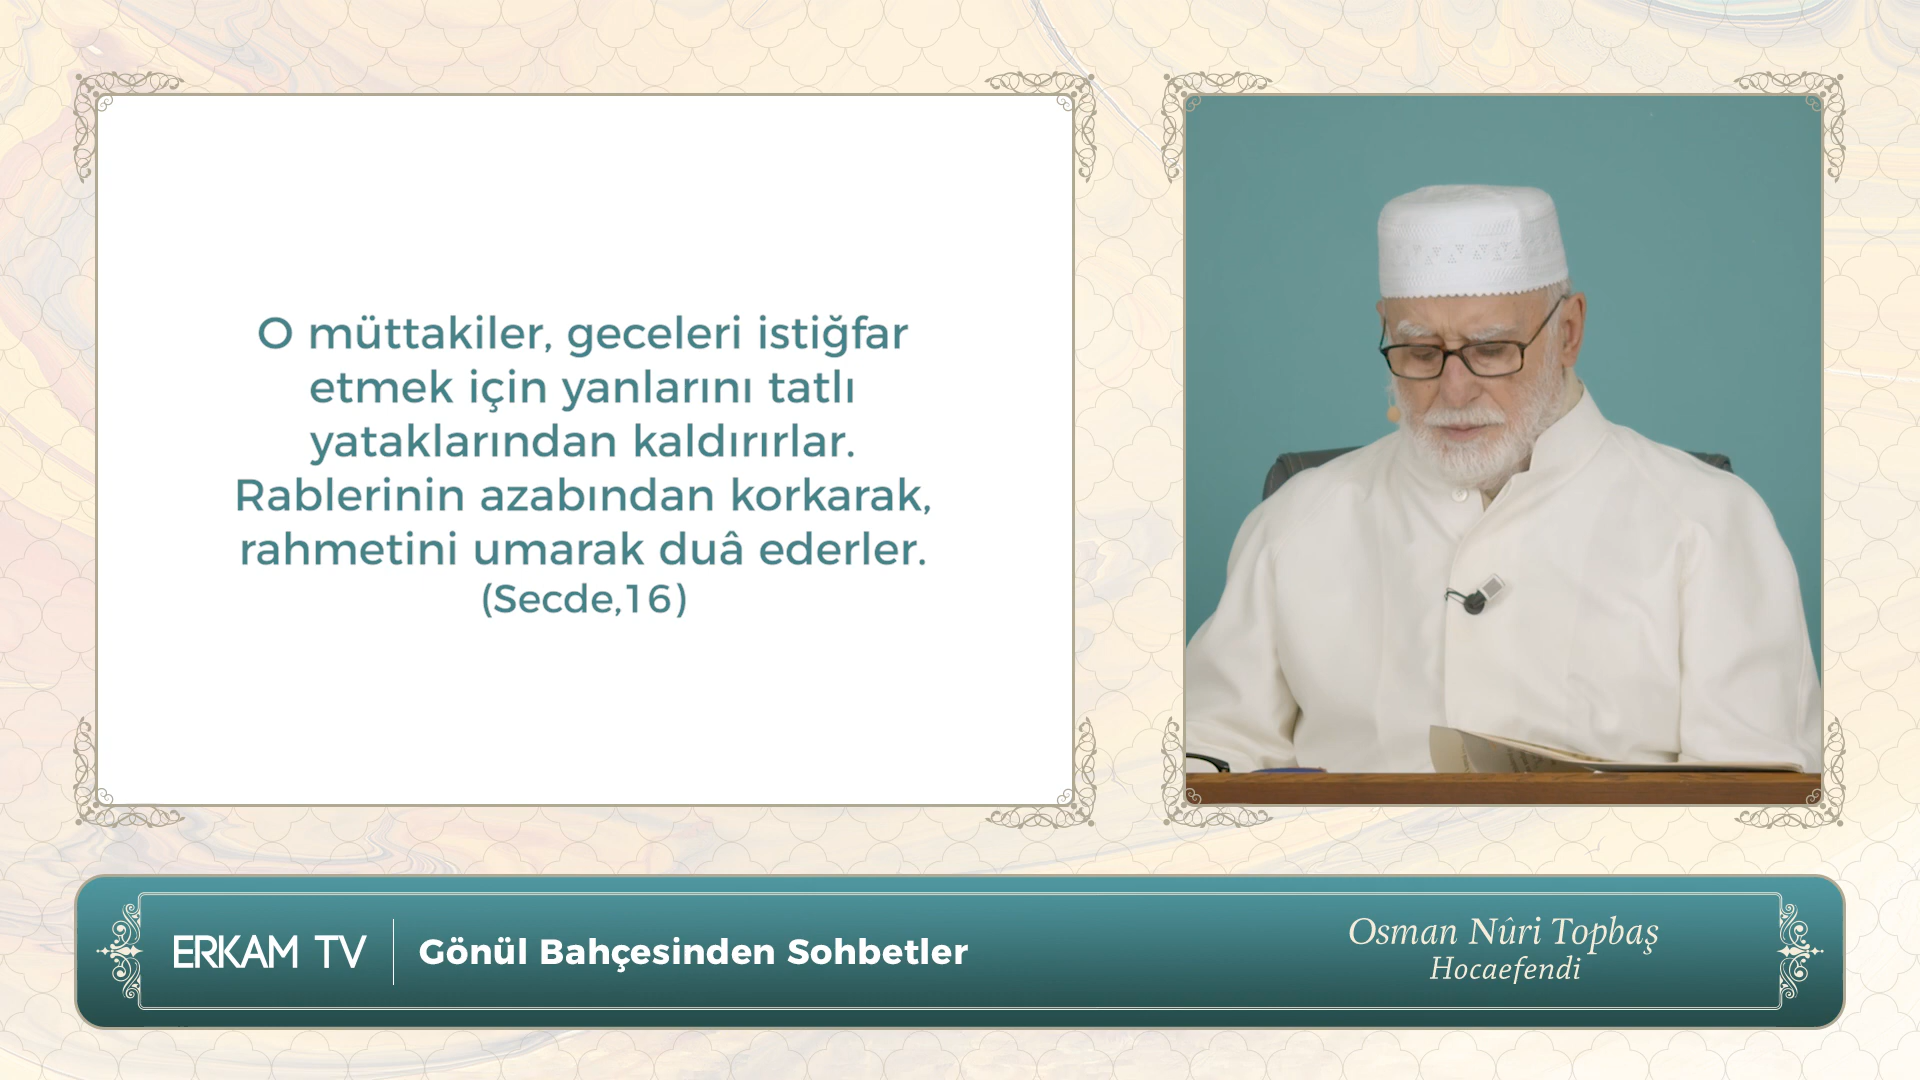 O müttakiler, geceleri istiğfar
etmek için yanlarını tatlı
yataklarından kaldırırlar.
Rablerinin azabından korkarak,
rahmetini umarak duâ ederler.
(Secde,16)
ERKAM TV
Gönül Bahçesinden Sohbetler
Osman Nûri Topbaş
Hocaefendi